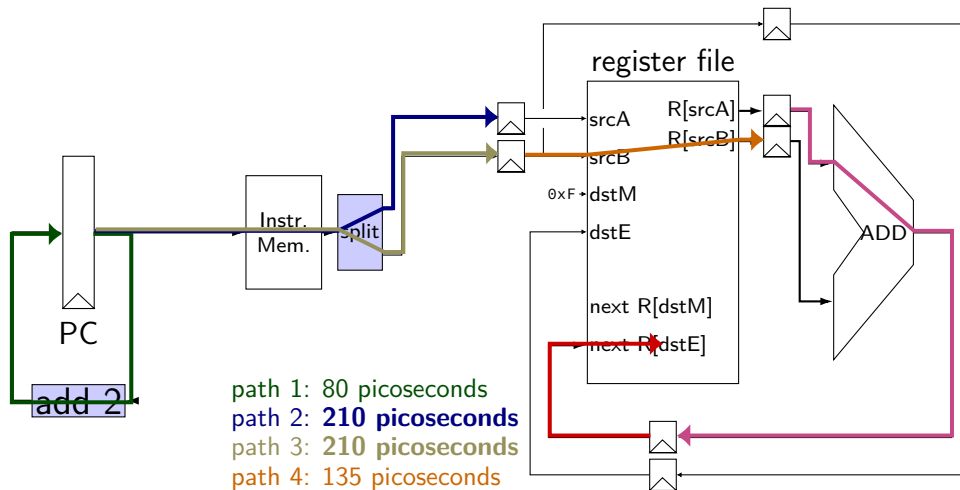 register file
srcA
R[srcA]
srcB
R[srcB]
0xF
dstM
dstE
next R[dstM]
next R[dstE]
Instr.
Mem.
split
ADD
PC
add 2
path 1: 80 picoseconds
path 2: 210 picoseconds
path 3: 210 picoseconds
path 4: 135 picoseconds